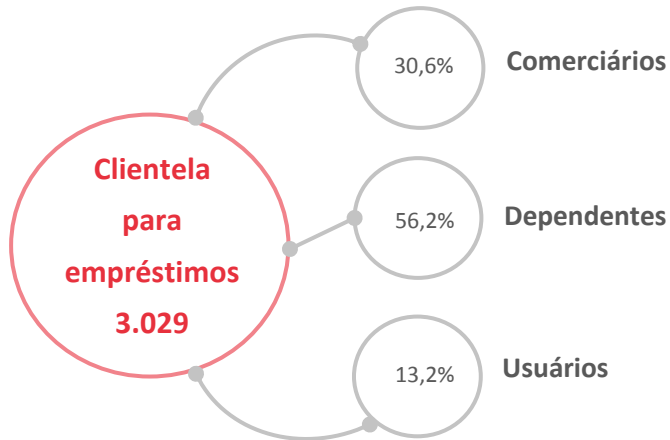 Clientela
para
empréstimos
3.029
30,6%
Comerciários
56,2%
Dependentes
13,2%
Usuários